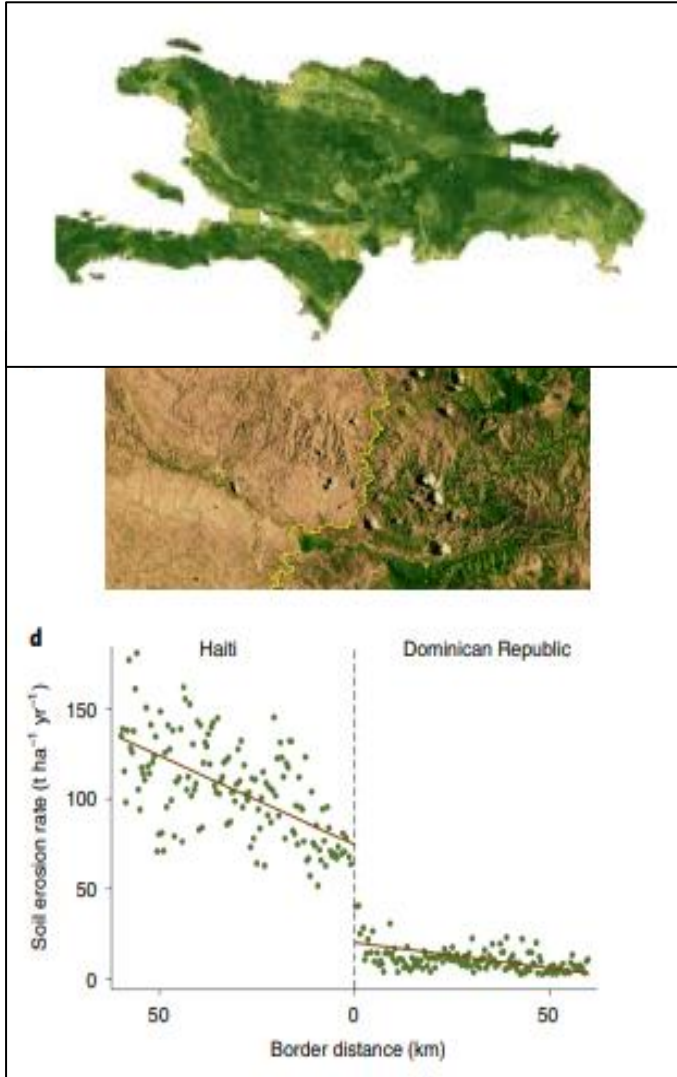 d
Haiti Dominican Republic
Soil erosion rate (t ha⁻¹ yr⁻¹)
150
100
50
0
50 0 50
Border distance (km)